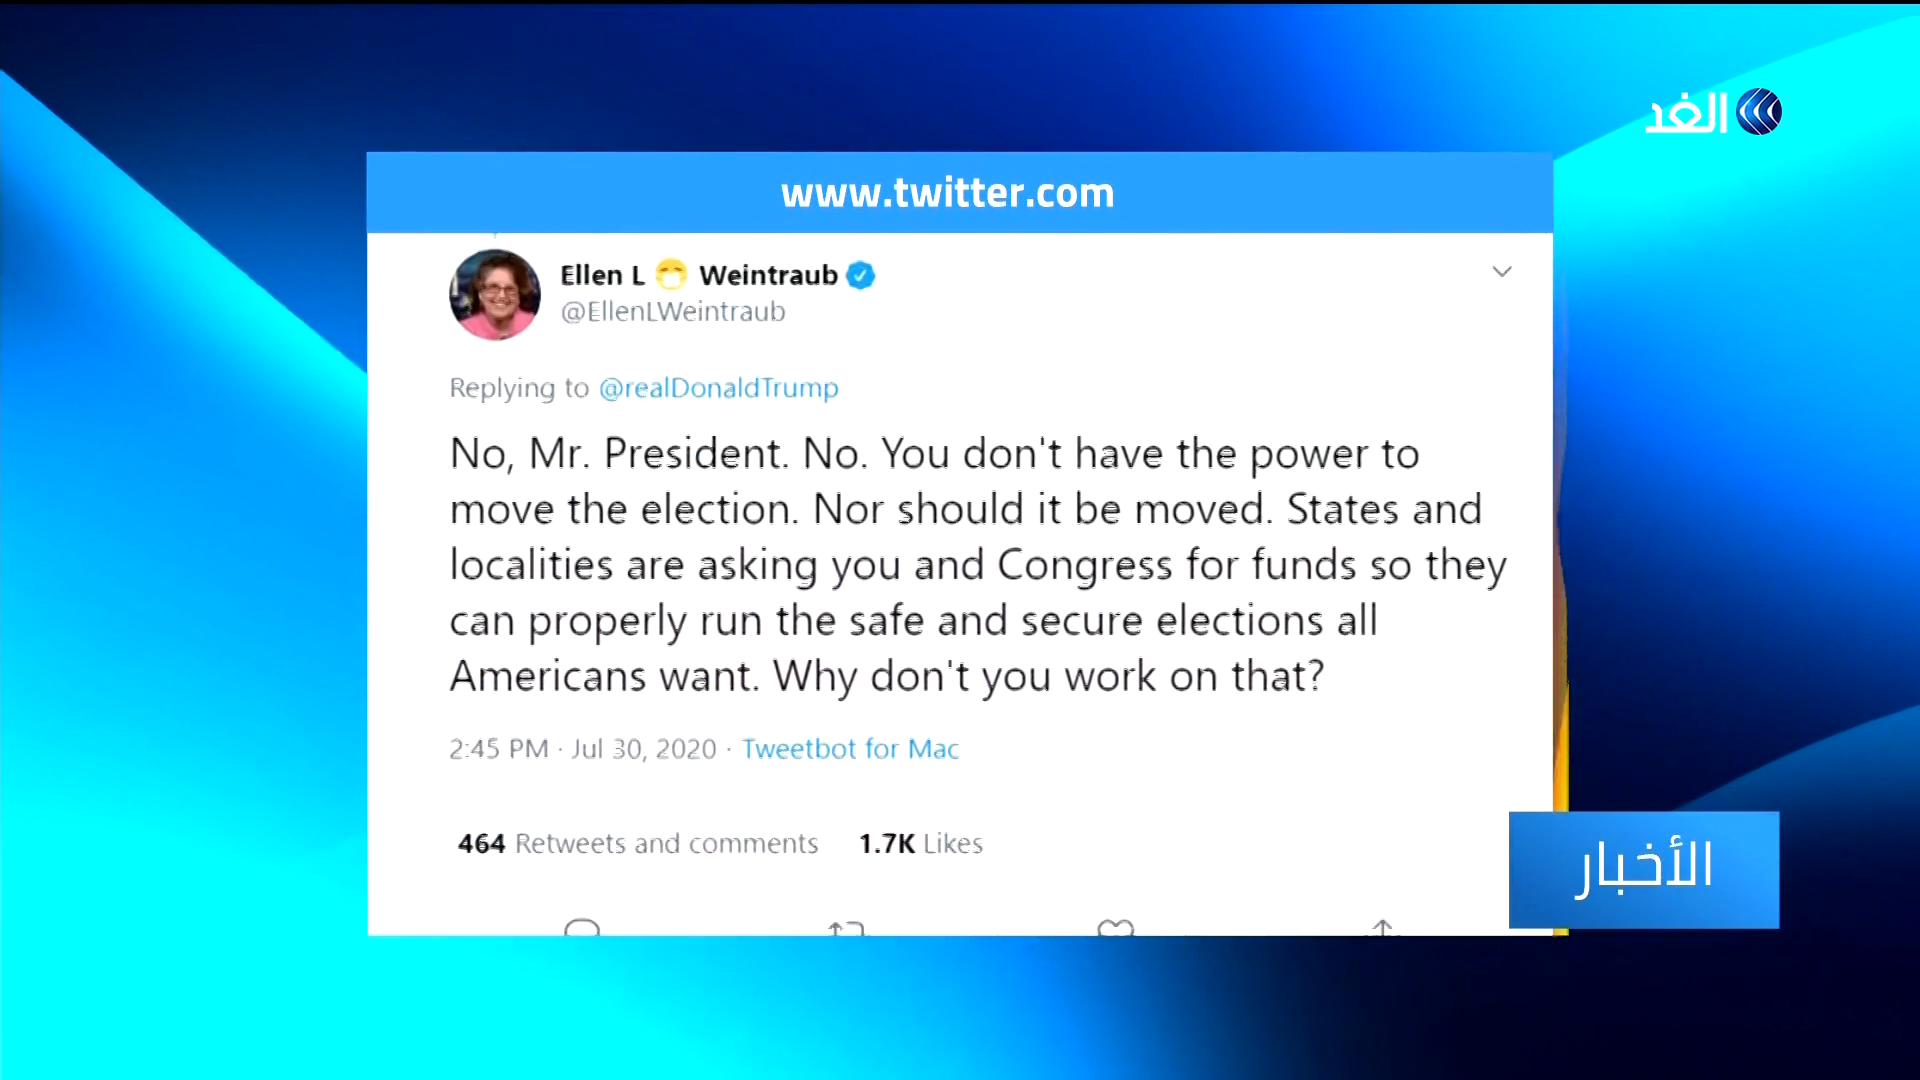 الغد
www.twitter.com
Ellen L 😷 Weintraub
@EllenLWeintraub
Replying to @realDonaldTrump
No, Mr. President. No. You don't have the power to
move the election. Nor should it be moved. States and
localities are asking you and Congress for funds so they
can properly run the safe and secure elections all
Americans want. Why don't you work on that?
2:45 PM · Jul 30, 2020 · Tweetbot for Mac
464 Retweets and comments 1.7K Likes
الأخبار